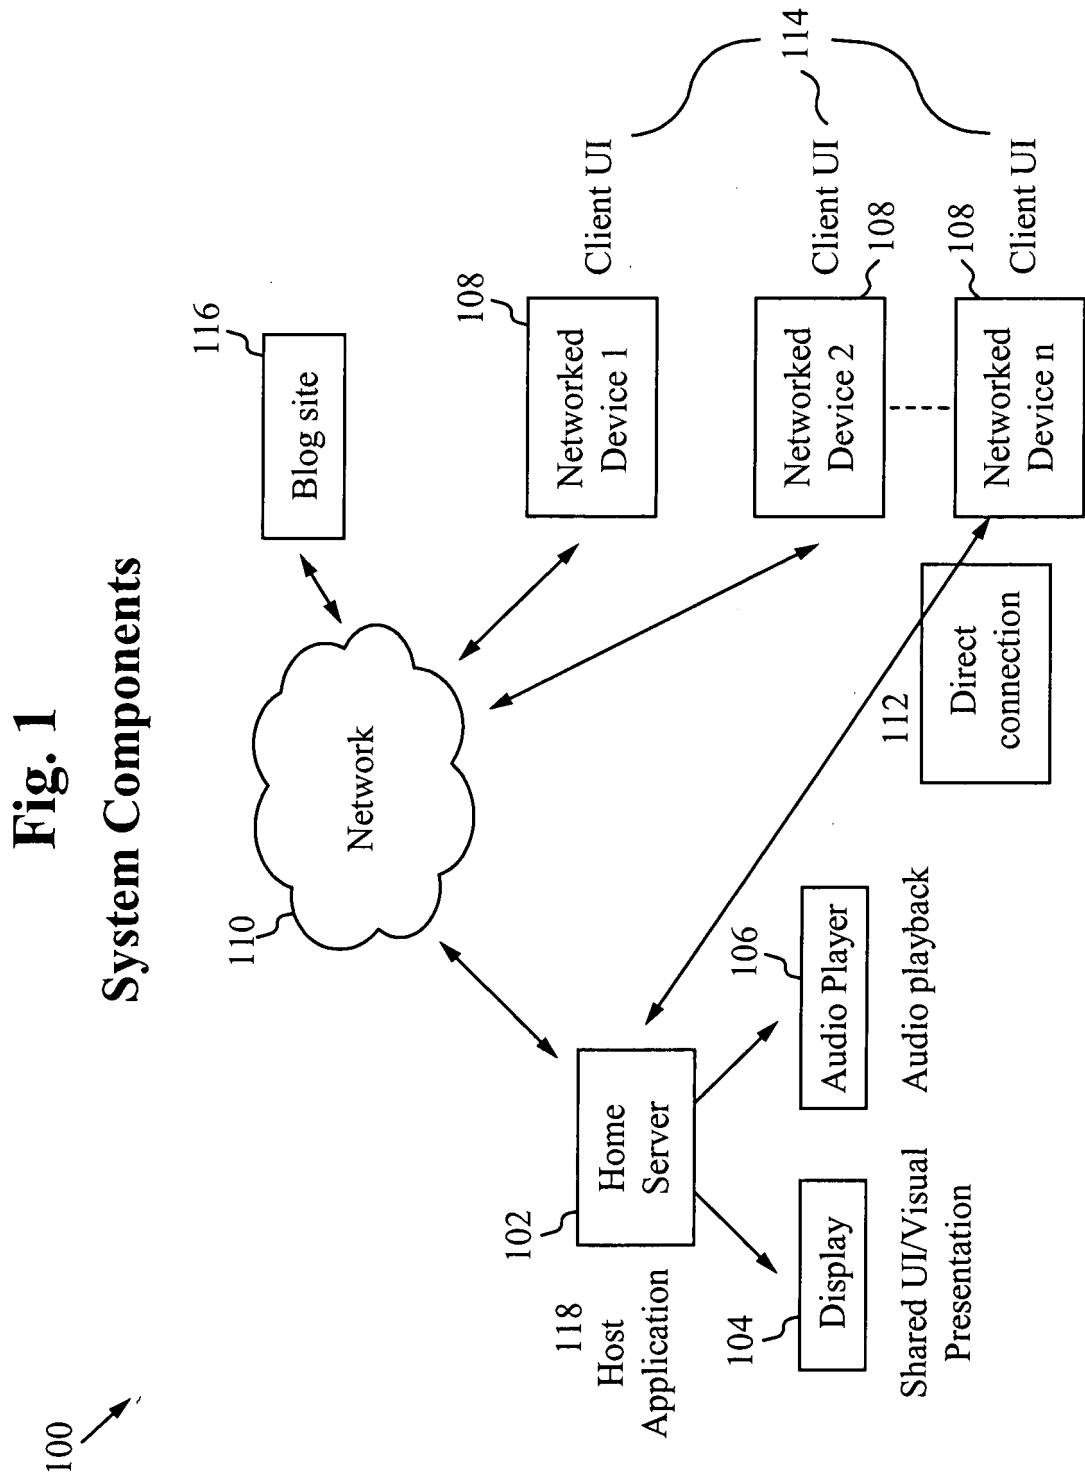 100
Fig. 1
System Components
116
Blog site
110
Network
108
Networked
Device 1
Client UI
114
102
Home
Server
118
Host
Application
104
Display
Shared UI/Visual
Presentation
106
Audio Player
Audio playback
Networked
Device 2
108
Client UI
112
Direct
connection
Networked
Device n
108
Client UI